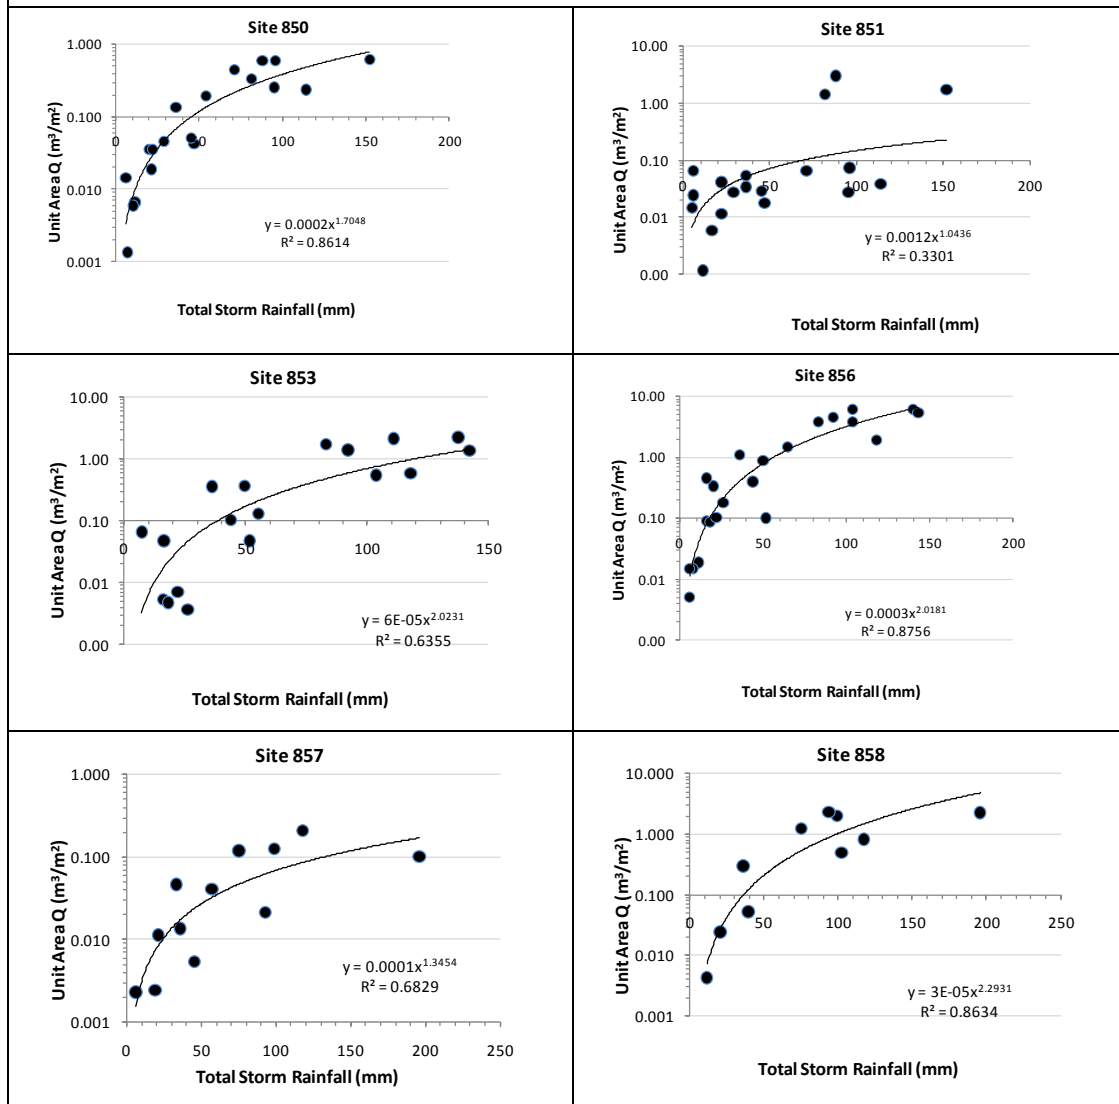 Site 850
1.000
0.100
0.010
0.001
0 50 100 150 200
Unit Area Q (m³/m²)
y = 0.0002x^1.7048
R² = 0.8614
Total Storm Rainfall (mm)
Site 851
10.00
1.00
0.10
0.01
0.00
0 50 100 150 200
Unit Area Q (m³/m²)
y = 0.0012x^1.0436
R² = 0.3301
Total Storm Rainfall (mm)
Site 853
10.00
1.00
0.10
0.01
0.00
0 50 100 150
Unit Area Q (m³/m²)
y = 6E-05x^2.0231
R² = 0.6355
Total Storm Rainfall (mm)
Site 856
10.00
1.00
0.10
0.01
0.00
0 50 100 150 200
Unit Area Q (m³/m²)
y = 0.0003x^2.0181
R² = 0.8756
Total Storm Rainfall (mm)
Site 857
1.000
0.100
0.010
0.001
0 50 100 150 200 250
Unit Area Q (m³/m²)
y = 0.0001x^1.3454
R² = 0.6829
Total Storm Rainfall (mm)
Site 858
10.000
1.000
0.100
0.010
0.001
0 50 100 150 200 250
Unit Area Q (m³/m²)
y = 3E-05x^2.2931
R² = 0.8634
Total Storm Rainfall (mm)